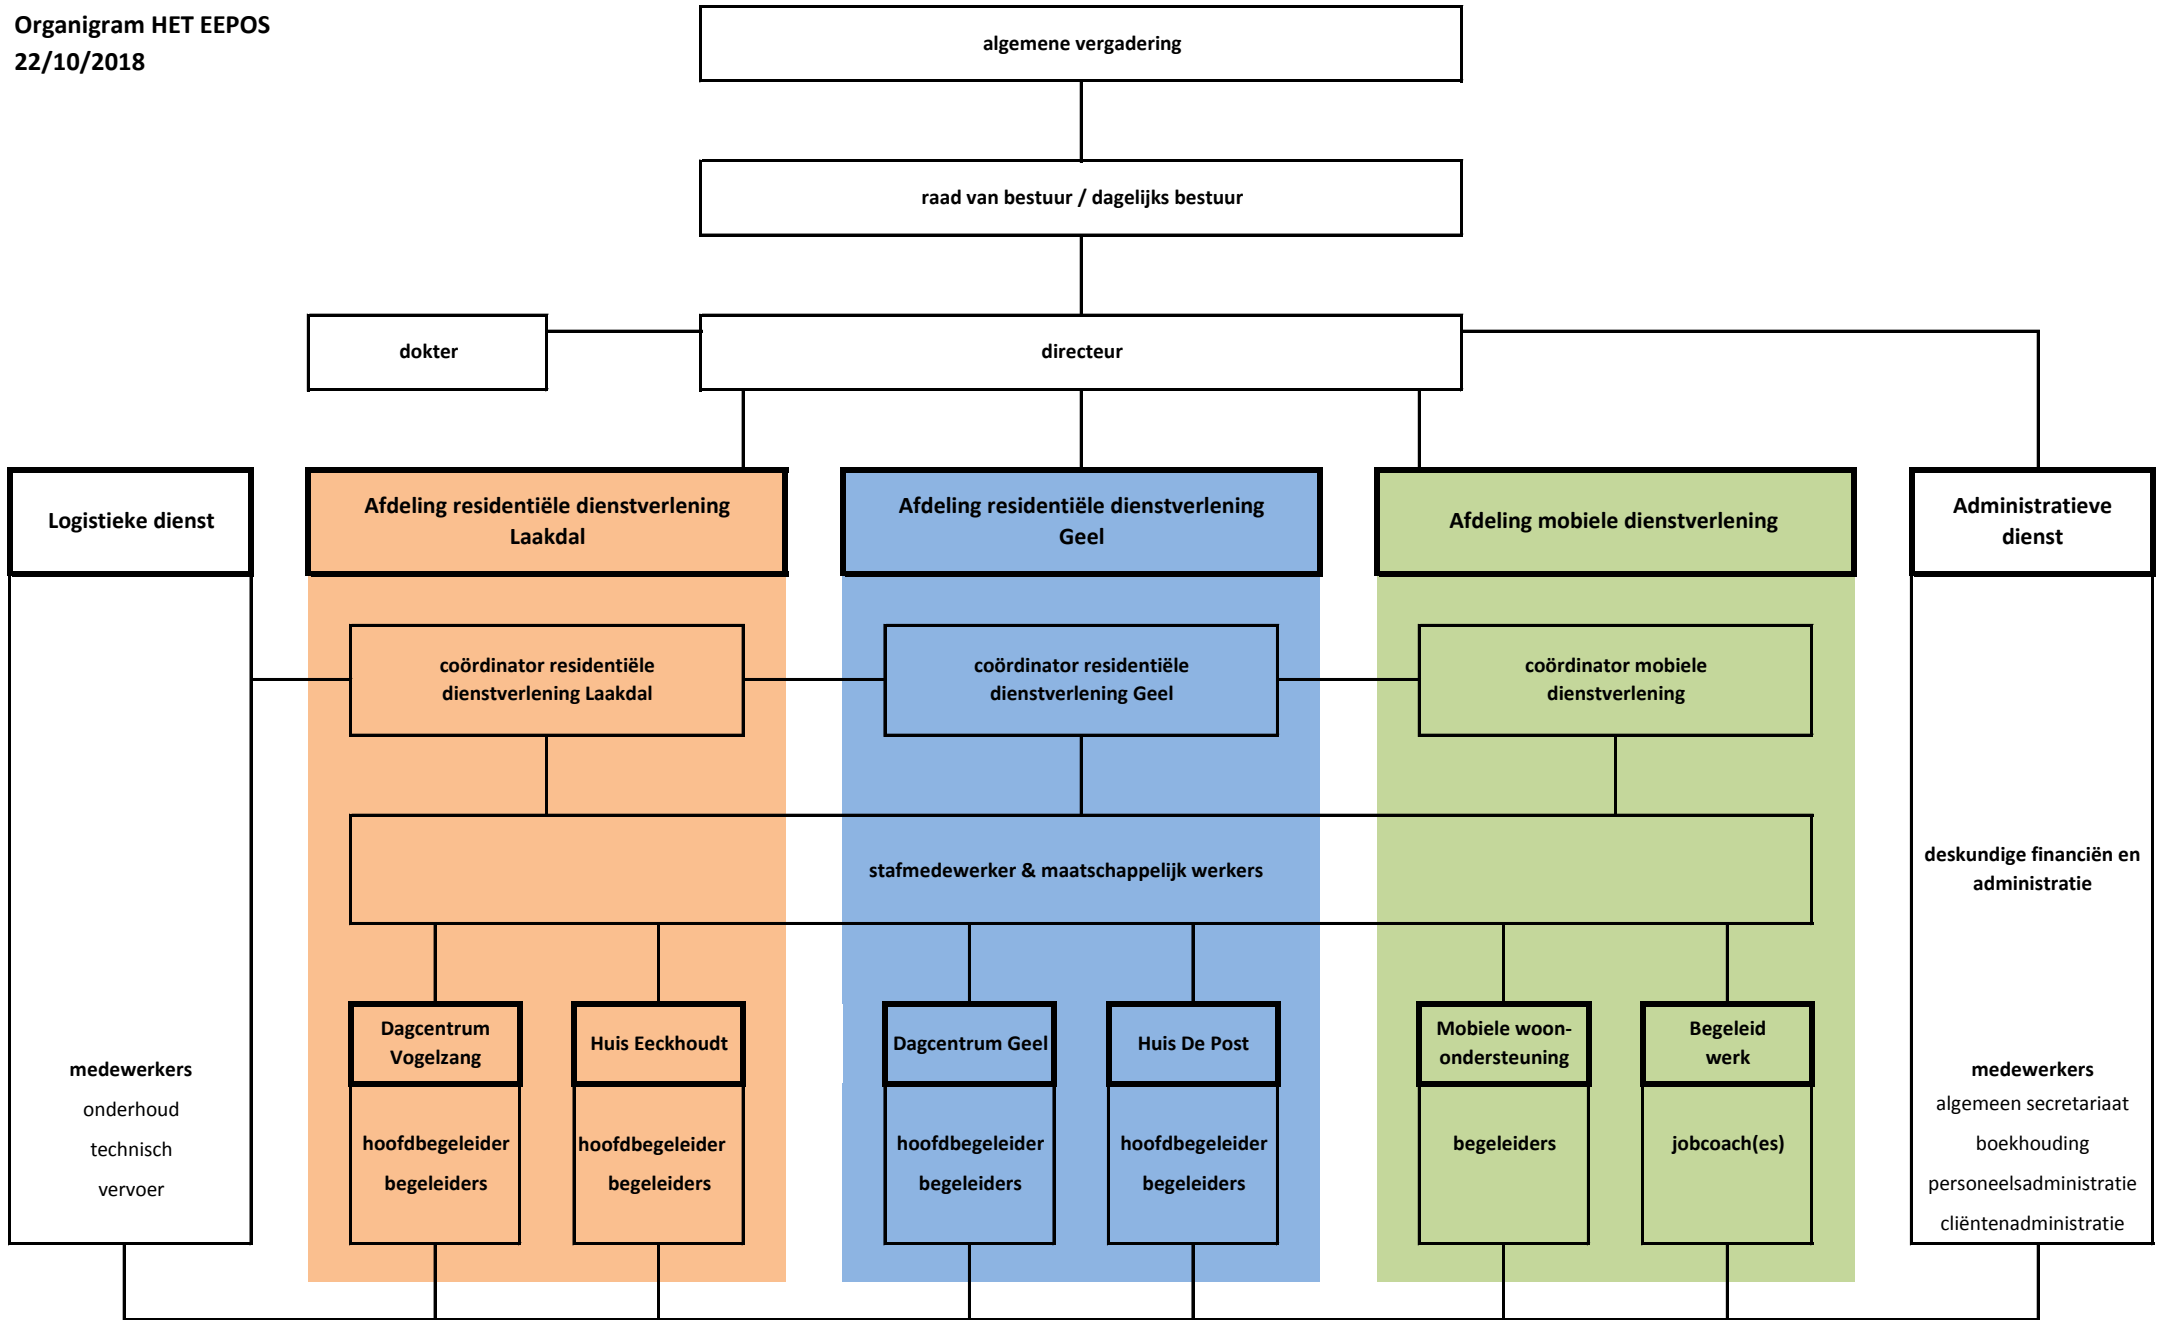 Organigram HET EEPOS
22/10/2018
algemene vergadering
raad van bestuur / dagelijks bestuur
dokter
directeur
Logistieke dienst
Afdeling residentiële dienstverlening
Laakdal
Afdeling residentiële dienstverlening
Geel
Afdeling mobiele dienstverlening
Administratieve
dienst
coördinator residentiële
dienstverlening Laakdal
coördinator residentiële
dienstverlening Geel
coördinator mobiele
dienstverlening
stafmedewerker & maatschappelijk werkers
deskundige financiën en
administratie
Dagcentrum
Vogelzang
Huis Eeckhoudt
Dagcentrum Geel
Huis De Post
Mobiele woon-
ondersteuning
Begeleid
werk
medewerkers
onderhoud
technisch
vervoer
hoofdbegeleider
begeleiders
hoofdbegeleider
begeleiders
hoofdbegeleider
begeleiders
hoofdbegeleider
begeleiders
begeleiders
jobcoach(es)
medewerkers
algemeen secretariaat
boekhouding
personeelsadministratie
cliëntenadministratie